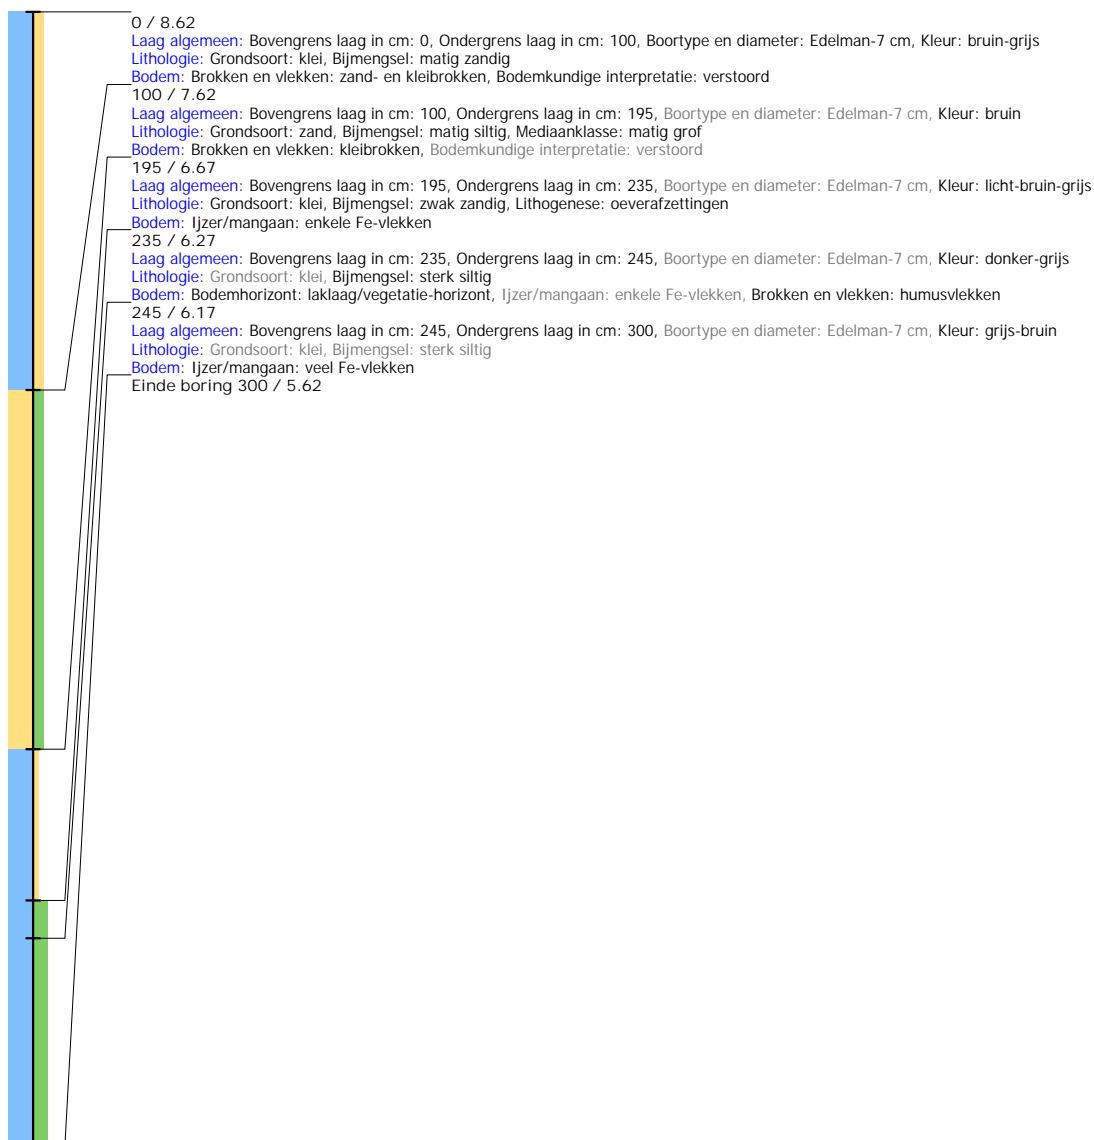 0 / 8.62
Laag algemeen: Bovengrens laag in cm: 0, Ondergrens laag in cm: 100, Boortype en diameter: Edelman-7 cm, Kleur: bruin-grijs
Lithologie: Grondsoort: klei, Bijmengsel: matig zandig
Bodem: Brokken en vlekken: zand- en kleibrokken, Bodemkundige interpretatie: verstoord
100 / 7.62
Laag algemeen: Bovengrens laag in cm: 100, Ondergrens laag in cm: 195, Boortype en diameter: Edelman-7 cm, Kleur: bruin
Lithologie: Grondsoort: zand, Bijmengsel: matig siltig, Mediaanklasse: matig grof
Bodem: Brokken en vlekken: kleibrokken, Bodemkundige interpretatie: verstoord
195 / 6.67
Laag algemeen: Bovengrens laag in cm: 195, Ondergrens laag in cm: 235, Boortype en diameter: Edelman-7 cm, Kleur: licht-bruin-grijs
Lithologie: Grondsoort: klei, Bijmengsel: zwak zandig, Lithogenese: oeverafzettingen
Bodem: Ijzer/mangaan: enkele Fe-vlekken
235 / 6.27
Laag algemeen: Bovengrens laag in cm: 235, Ondergrens laag in cm: 245, Boortype en diameter: Edelman-7 cm, Kleur: donker-grijs
Lithologie: Grondsoort: klei, Bijmengsel: sterk siltig
Bodem: Bodemhorizont: laklaag/vegetatie-horizont, Ijzer/mangaan: enkele Fe-vlekken, Brokken en vlekken: humusvlekken
245 / 6.17
Laag algemeen: Bovengrens laag in cm: 245, Ondergrens laag in cm: 300, Boortype en diameter: Edelman-7 cm, Kleur: grijs-bruin
Lithologie: Grondsoort: klei, Bijmengsel: sterk siltig
Bodem: Ijzer/mangaan: veel Fe-vlekken
Einde boring 300 / 5.62